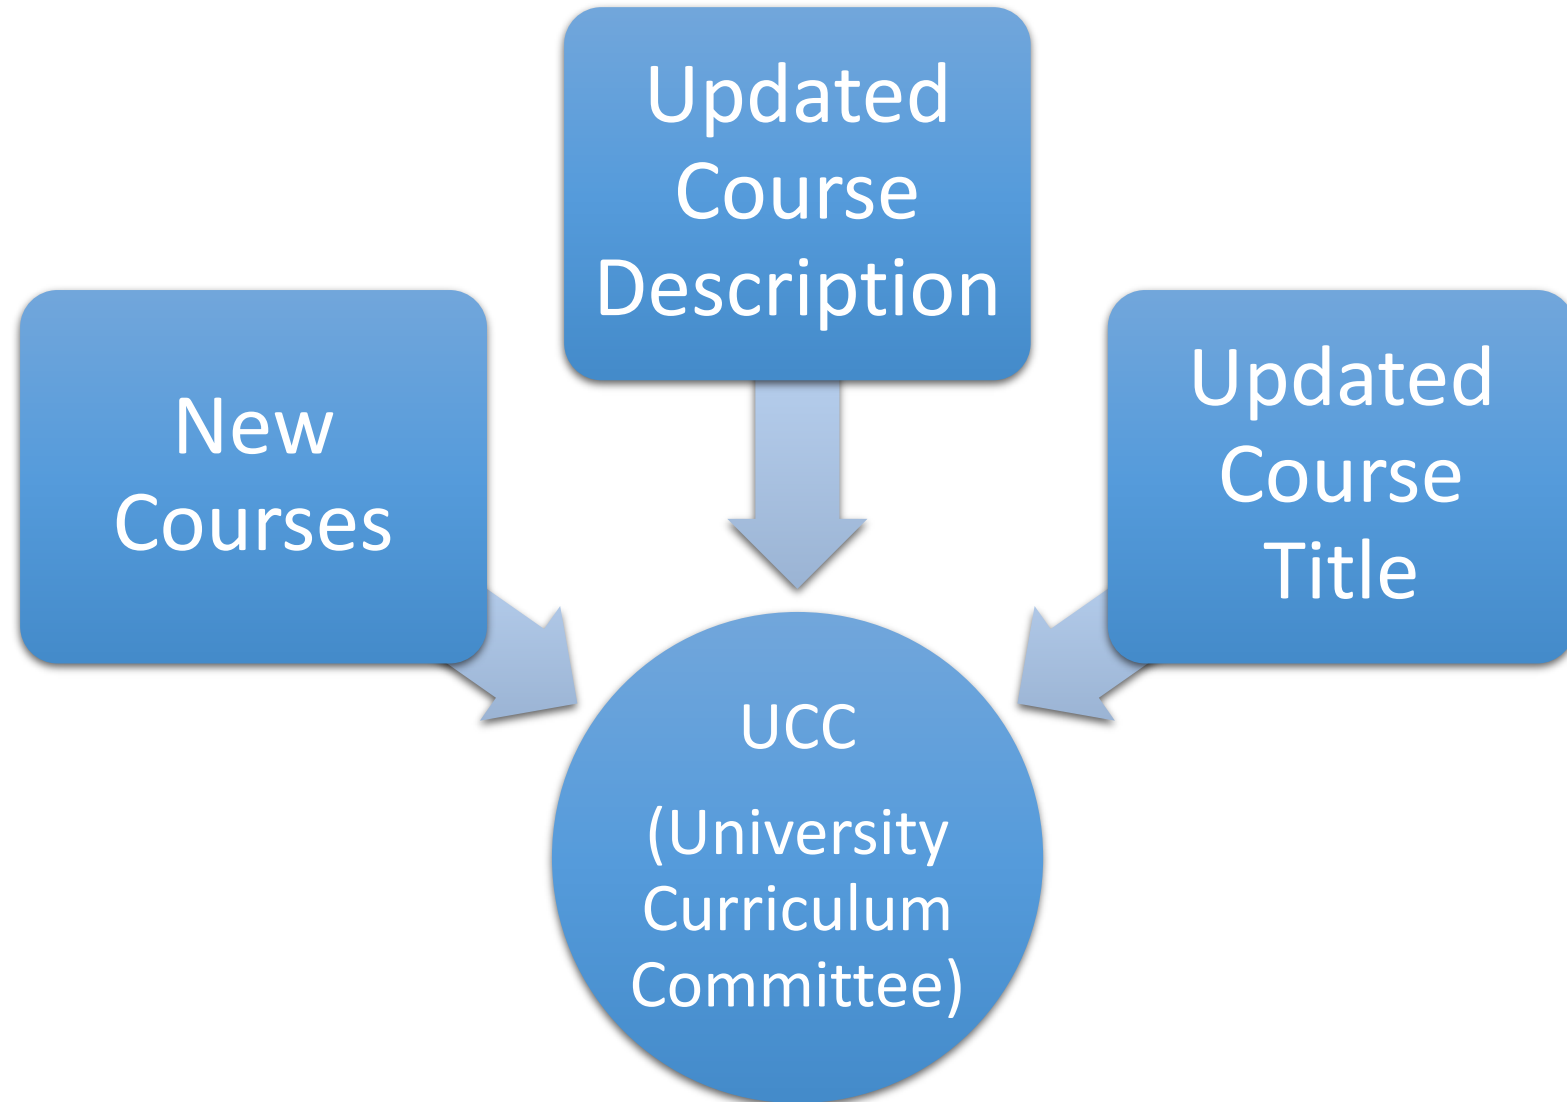 New
Courses
Updated
Course
Description
Updated
Course
Title
UCC
(University
Curriculum
Committee)